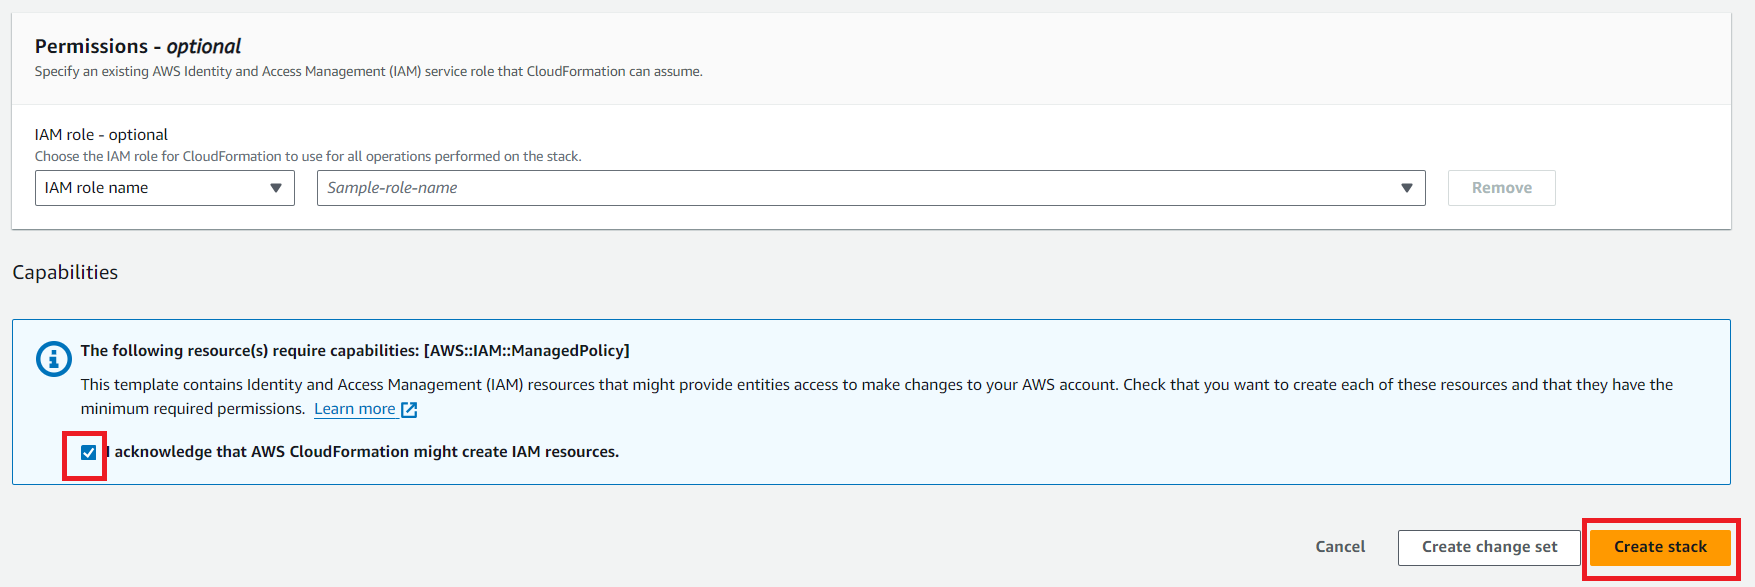 Permissions - optional
Specify an existing AWS Identity and Access Management (IAM) service role that CloudFormation can assume.
IAM role - optional
Choose the IAM role for CloudFormation to use for all operations performed on the stack.
IAM role name
Sample-role-name
Remove
Capabilities
The following resource(s) require capabilities: [AWS::IAM::ManagedPolicy]
This template contains Identity and Access Management (IAM) resources that might provide entities access to make changes to your AWS account. Check that you want to create each of these resources and that they have the
minimum required permissions. Learn more
I acknowledge that AWS CloudFormation might create IAM resources.
Cancel
Create change set
Create stack